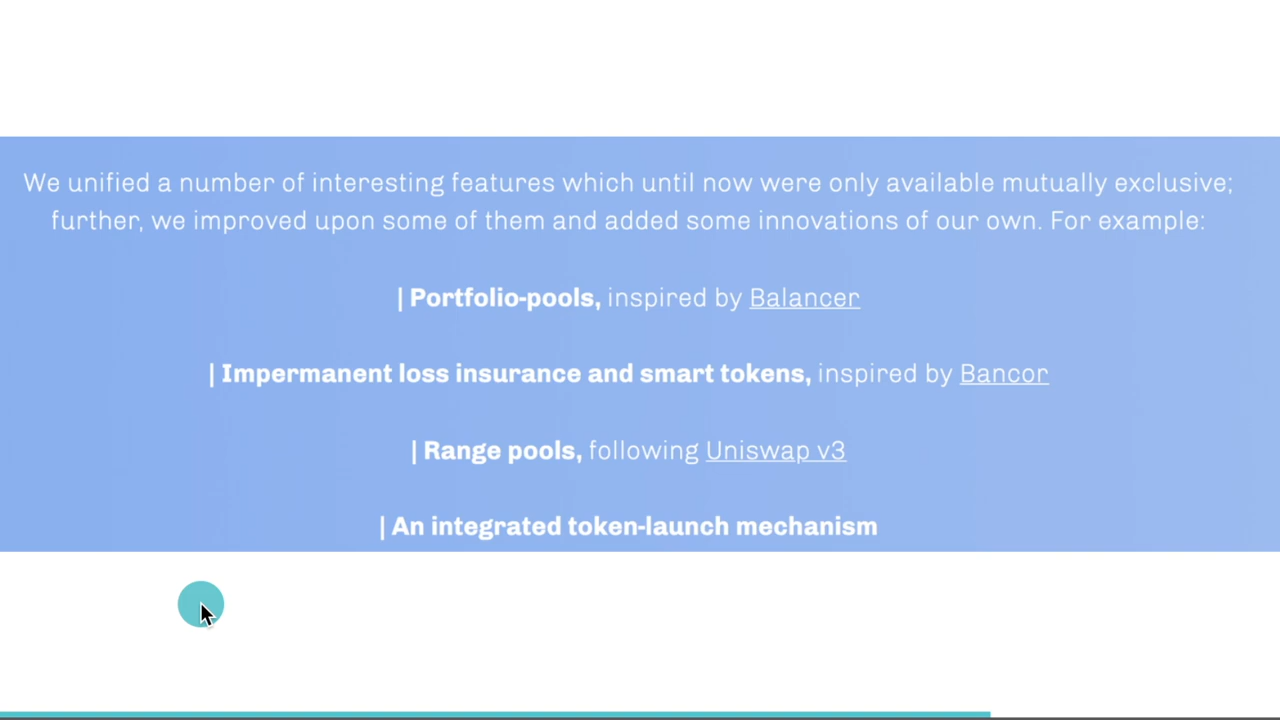 We unified a number of interesting features which until now were only available mutually exclusive;
further, we improved upon some of them and added some innovations of our own. For example:
| Portfolio-pools, inspired by Balancer
| Impermanent loss insurance and smart tokens, inspired by Bancor
| Range pools, following Uniswap v3
| An integrated token-launch mechanism